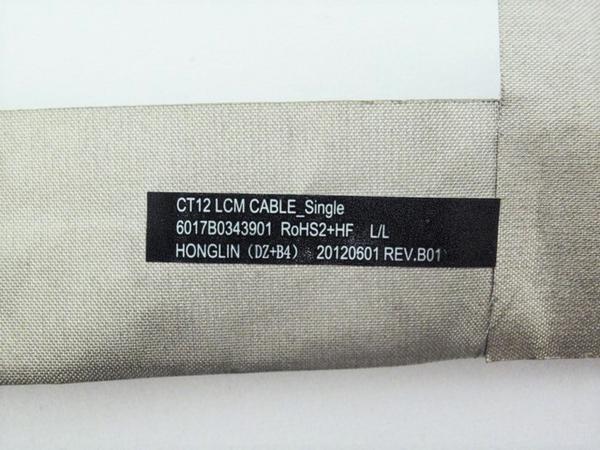 CT12 LCM CABLE_Single
6017B0343901 RoHS2+HF L/L
HONGLIN (DZ+B4) 20120601 REV.B01